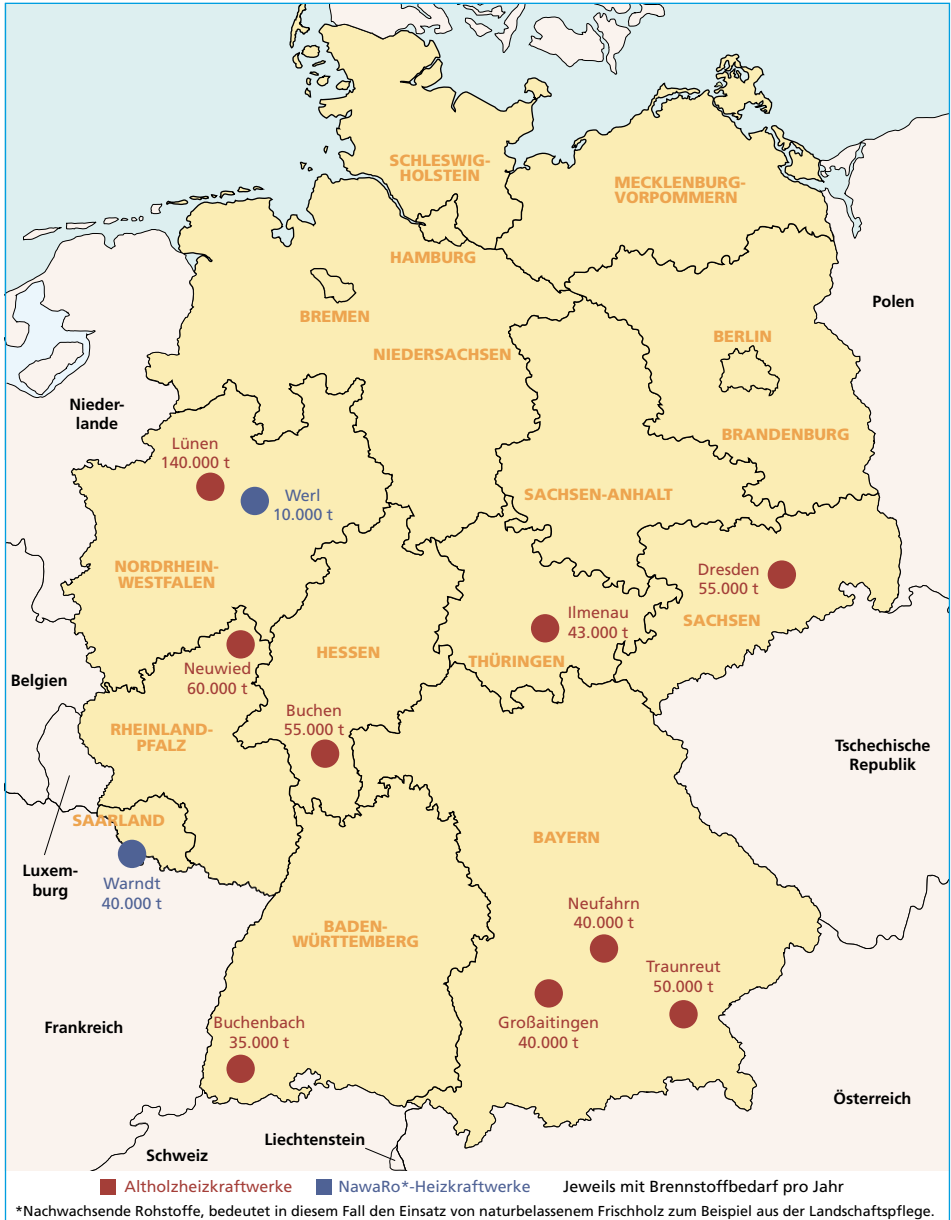 SCHLESWIG-
HOLSTEIN
MECKLENBURG-
VORPOMMERN
HAMBURG
Polen
BREMEN
BERLIN
NIEDERSACHSEN
Nieder-
lande
BRANDENBURG
Lünen
140.000 t
Werl
10.000 t
SACHSEN-ANHALT
NORDRHEIN-
WESTFALEN
Dresden
55.000 t
Ilmenau
43.000 t
SACHSEN
HESSEN
THÜRINGEN
Neuwied
60.000 t
Belgien
Buchen
55.000 t
RHEINLAND-
PFALZ
Tschechische
Republik
SAARLAND
BAYERN
Luxem-
burg
Warndt
40.000 t
Neufahrn
40.000 t
BADEN-
WÜRTTEMBERG
Traunreut
50.000 t
Frankreich
Buchenbach
35.000 t
Großaitingen
40.000 t
Österreich
Liechtenstein
Schweiz
Altholzheizkraftwerke NawaRo*-Heizkraftwerke Jeweils mit Brennstoffbedarf pro Jahr
*Nachwachsende Rohstoffe, bedeutet in diesem Fall den Einsatz von naturbelassenem Frischholz zum Beispiel aus der Landschaftspflege.